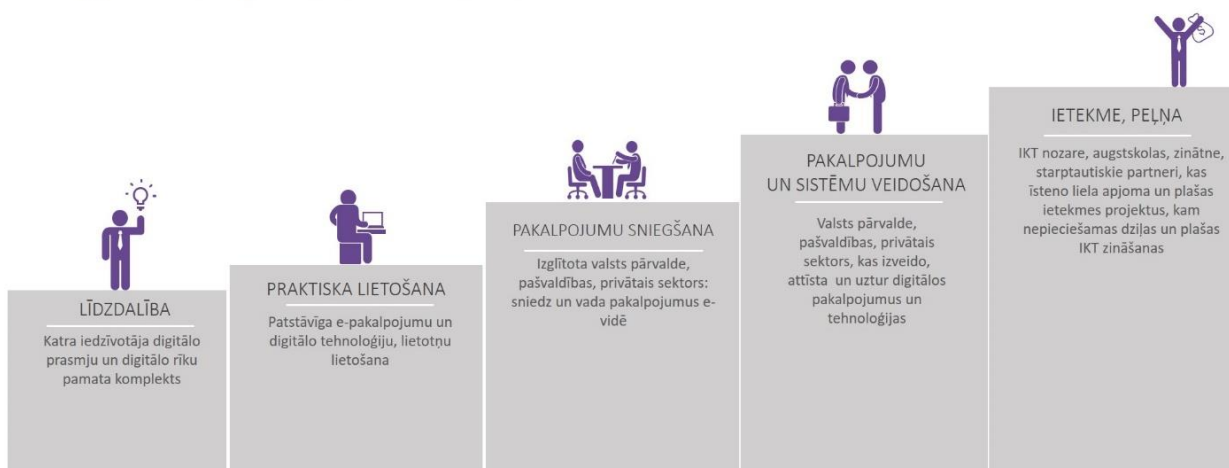 LĪDZDALĪBA
Katra iedzīvotāja digitālo
prasmju un digitālo rīku
pamata komplekts
PRAKTISKA LIETOŠANA
Patstāvīga e-pakalpojumu un
digitālo tehnoloģiju, lietotņu
lietošana
PAKALPOJUMU SNIEGŠANA
Izglītota valsts pārvalde,
pašvaldības, privātais sektors:
sniedz un vada pakalpojumus e-
vidē
PAKALPOJUMU
UN SISTĒMU VEIDOŠANA
Valsts pārvalde,
pašvaldības, privātais
sektors, kas izveido,
attīsta un uztur digitālos
pakalpojumus un
tehnoloģijas
IETEKME, PEĻŅA
IKT nozare, augstskolas, zinātne,
starptautiskie partneri, kas
īsteno liela apjoma un plašas
ietekmes projektus, kam
nepieciešamas dziļas un plašas
IKT zināšanas